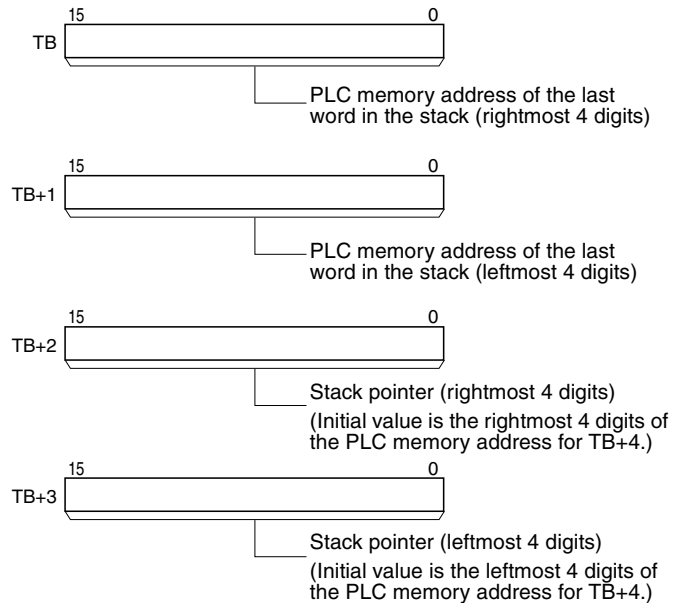 15 0
TB
PLC memory address of the last
word in the stack (rightmost 4 digits)
15 0
TB+1
PLC memory address of the last
word in the stack (leftmost 4 digits)
15 0
TB+2
Stack pointer (rightmost 4 digits)
(Initial value is the rightmost 4 digits of
the PLC memory address for TB+4.)
15 0
TB+3
Stack pointer (leftmost 4 digits)
(Initial value is the leftmost 4 digits of
the PLC memory address for TB+4.)